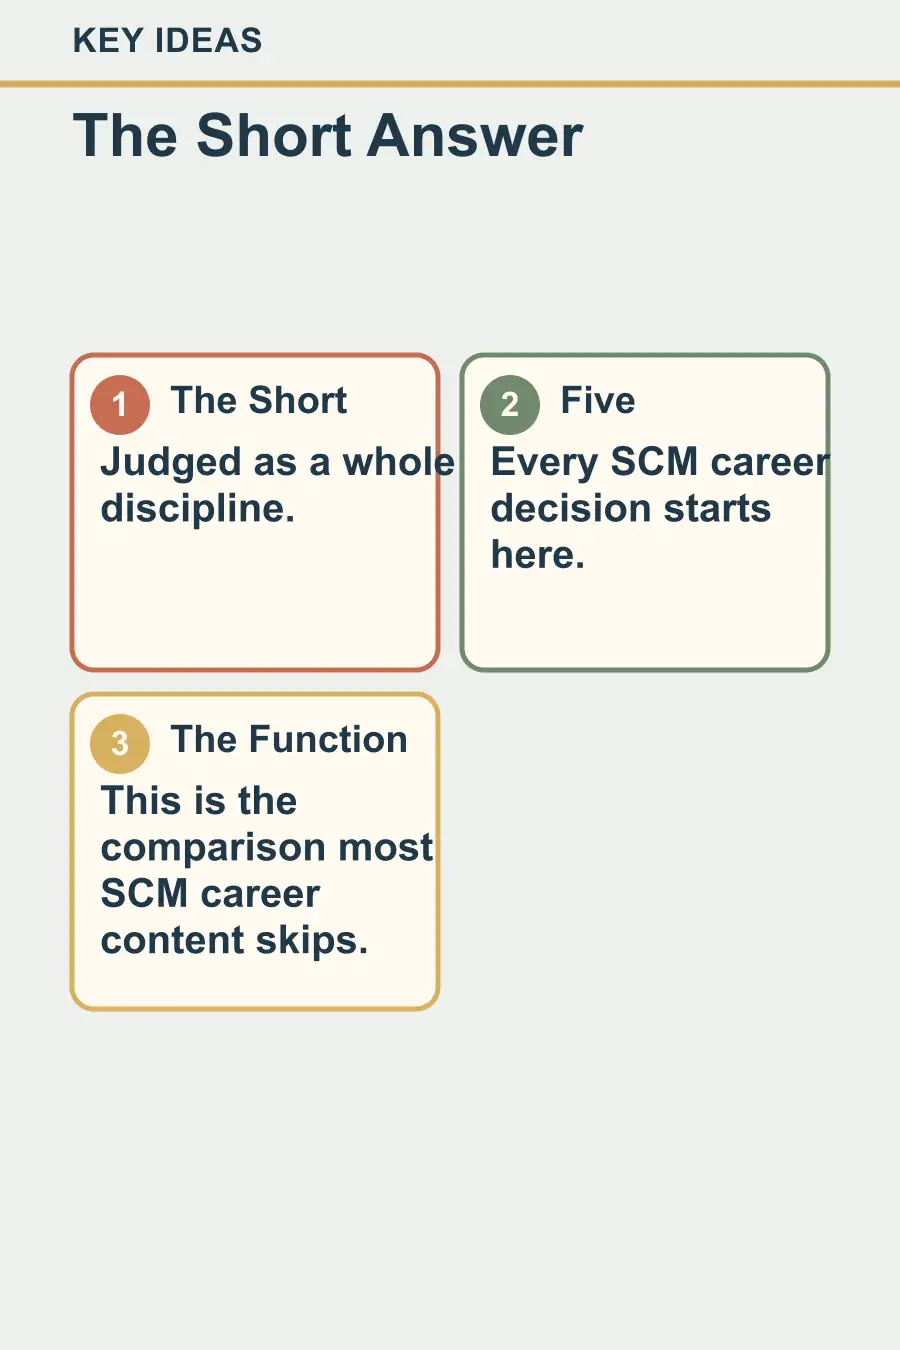 KEY IDEAS
The Short Answer
1
The Short
Judged as a whole
discipline.
2
Five
Every SCM career
decision starts
here.
3
The Function
This is the
comparison most
SCM career
content skips.